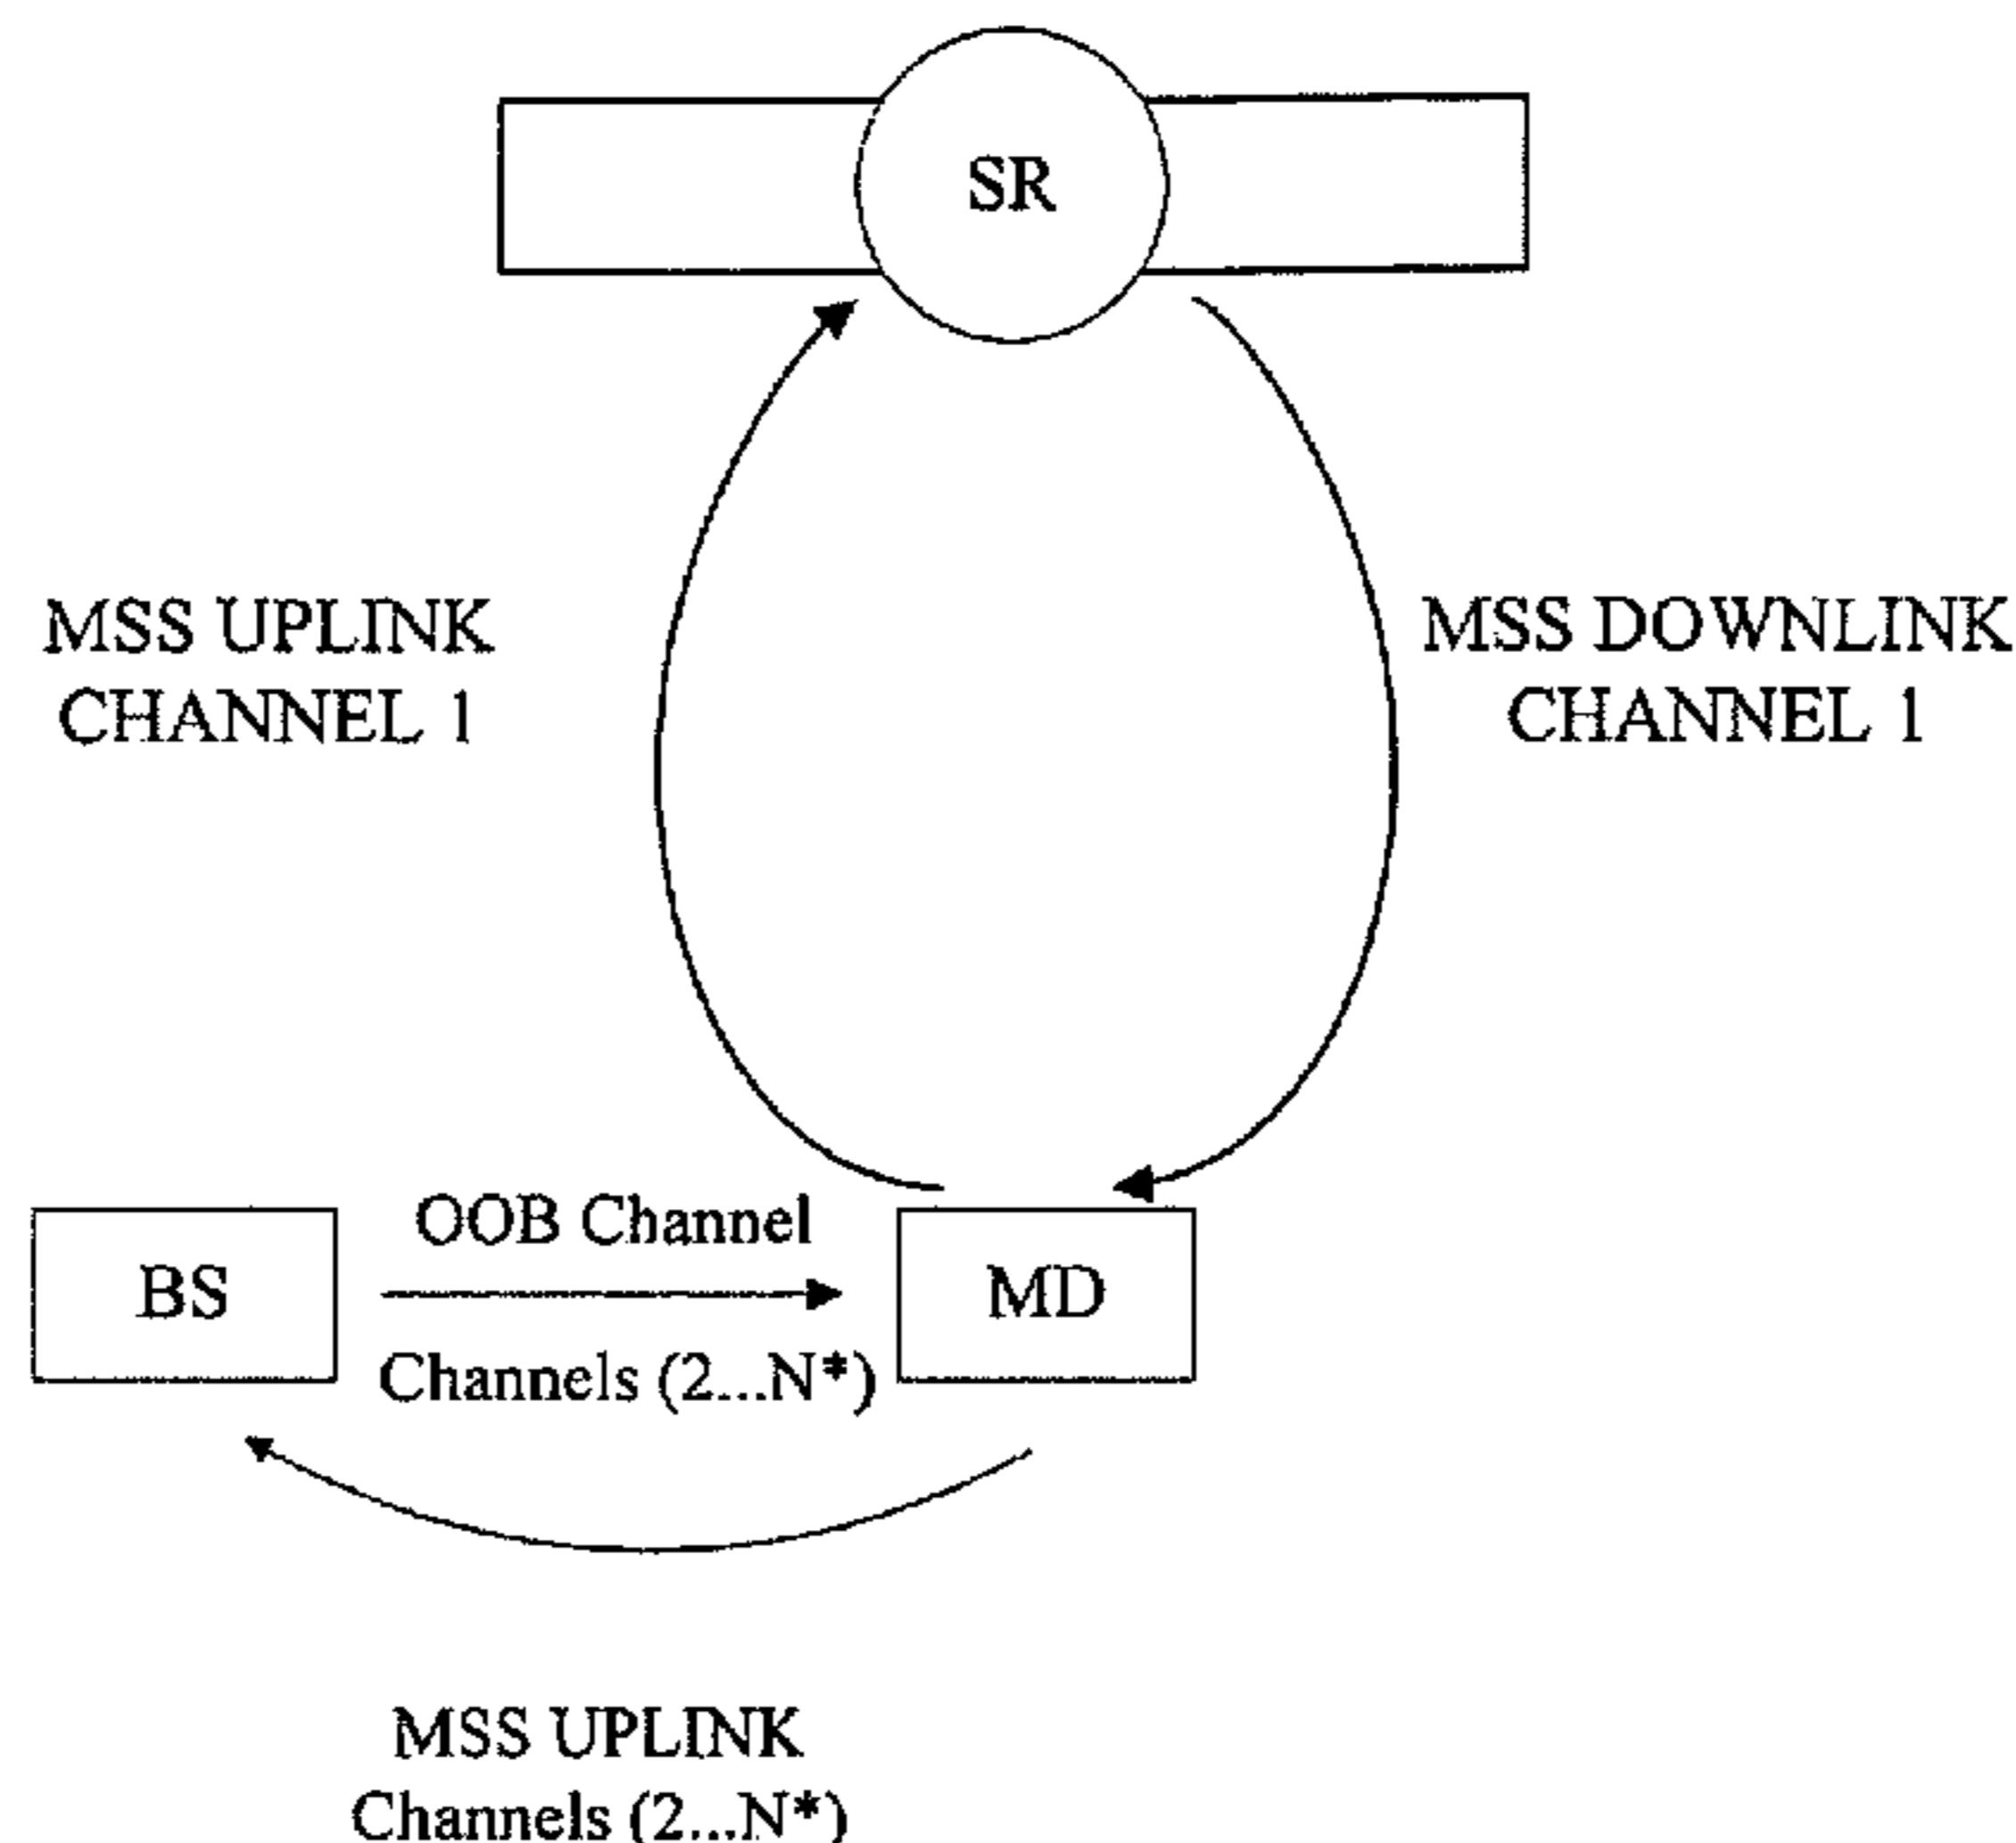 SR
MSS UPLINK
CHANNEL 1
MSS DOWNLINK
CHANNEL 1
BS
OOB Channel
Channels (2...N*)
MD
MSS UPLINK
Channels (2...N*)